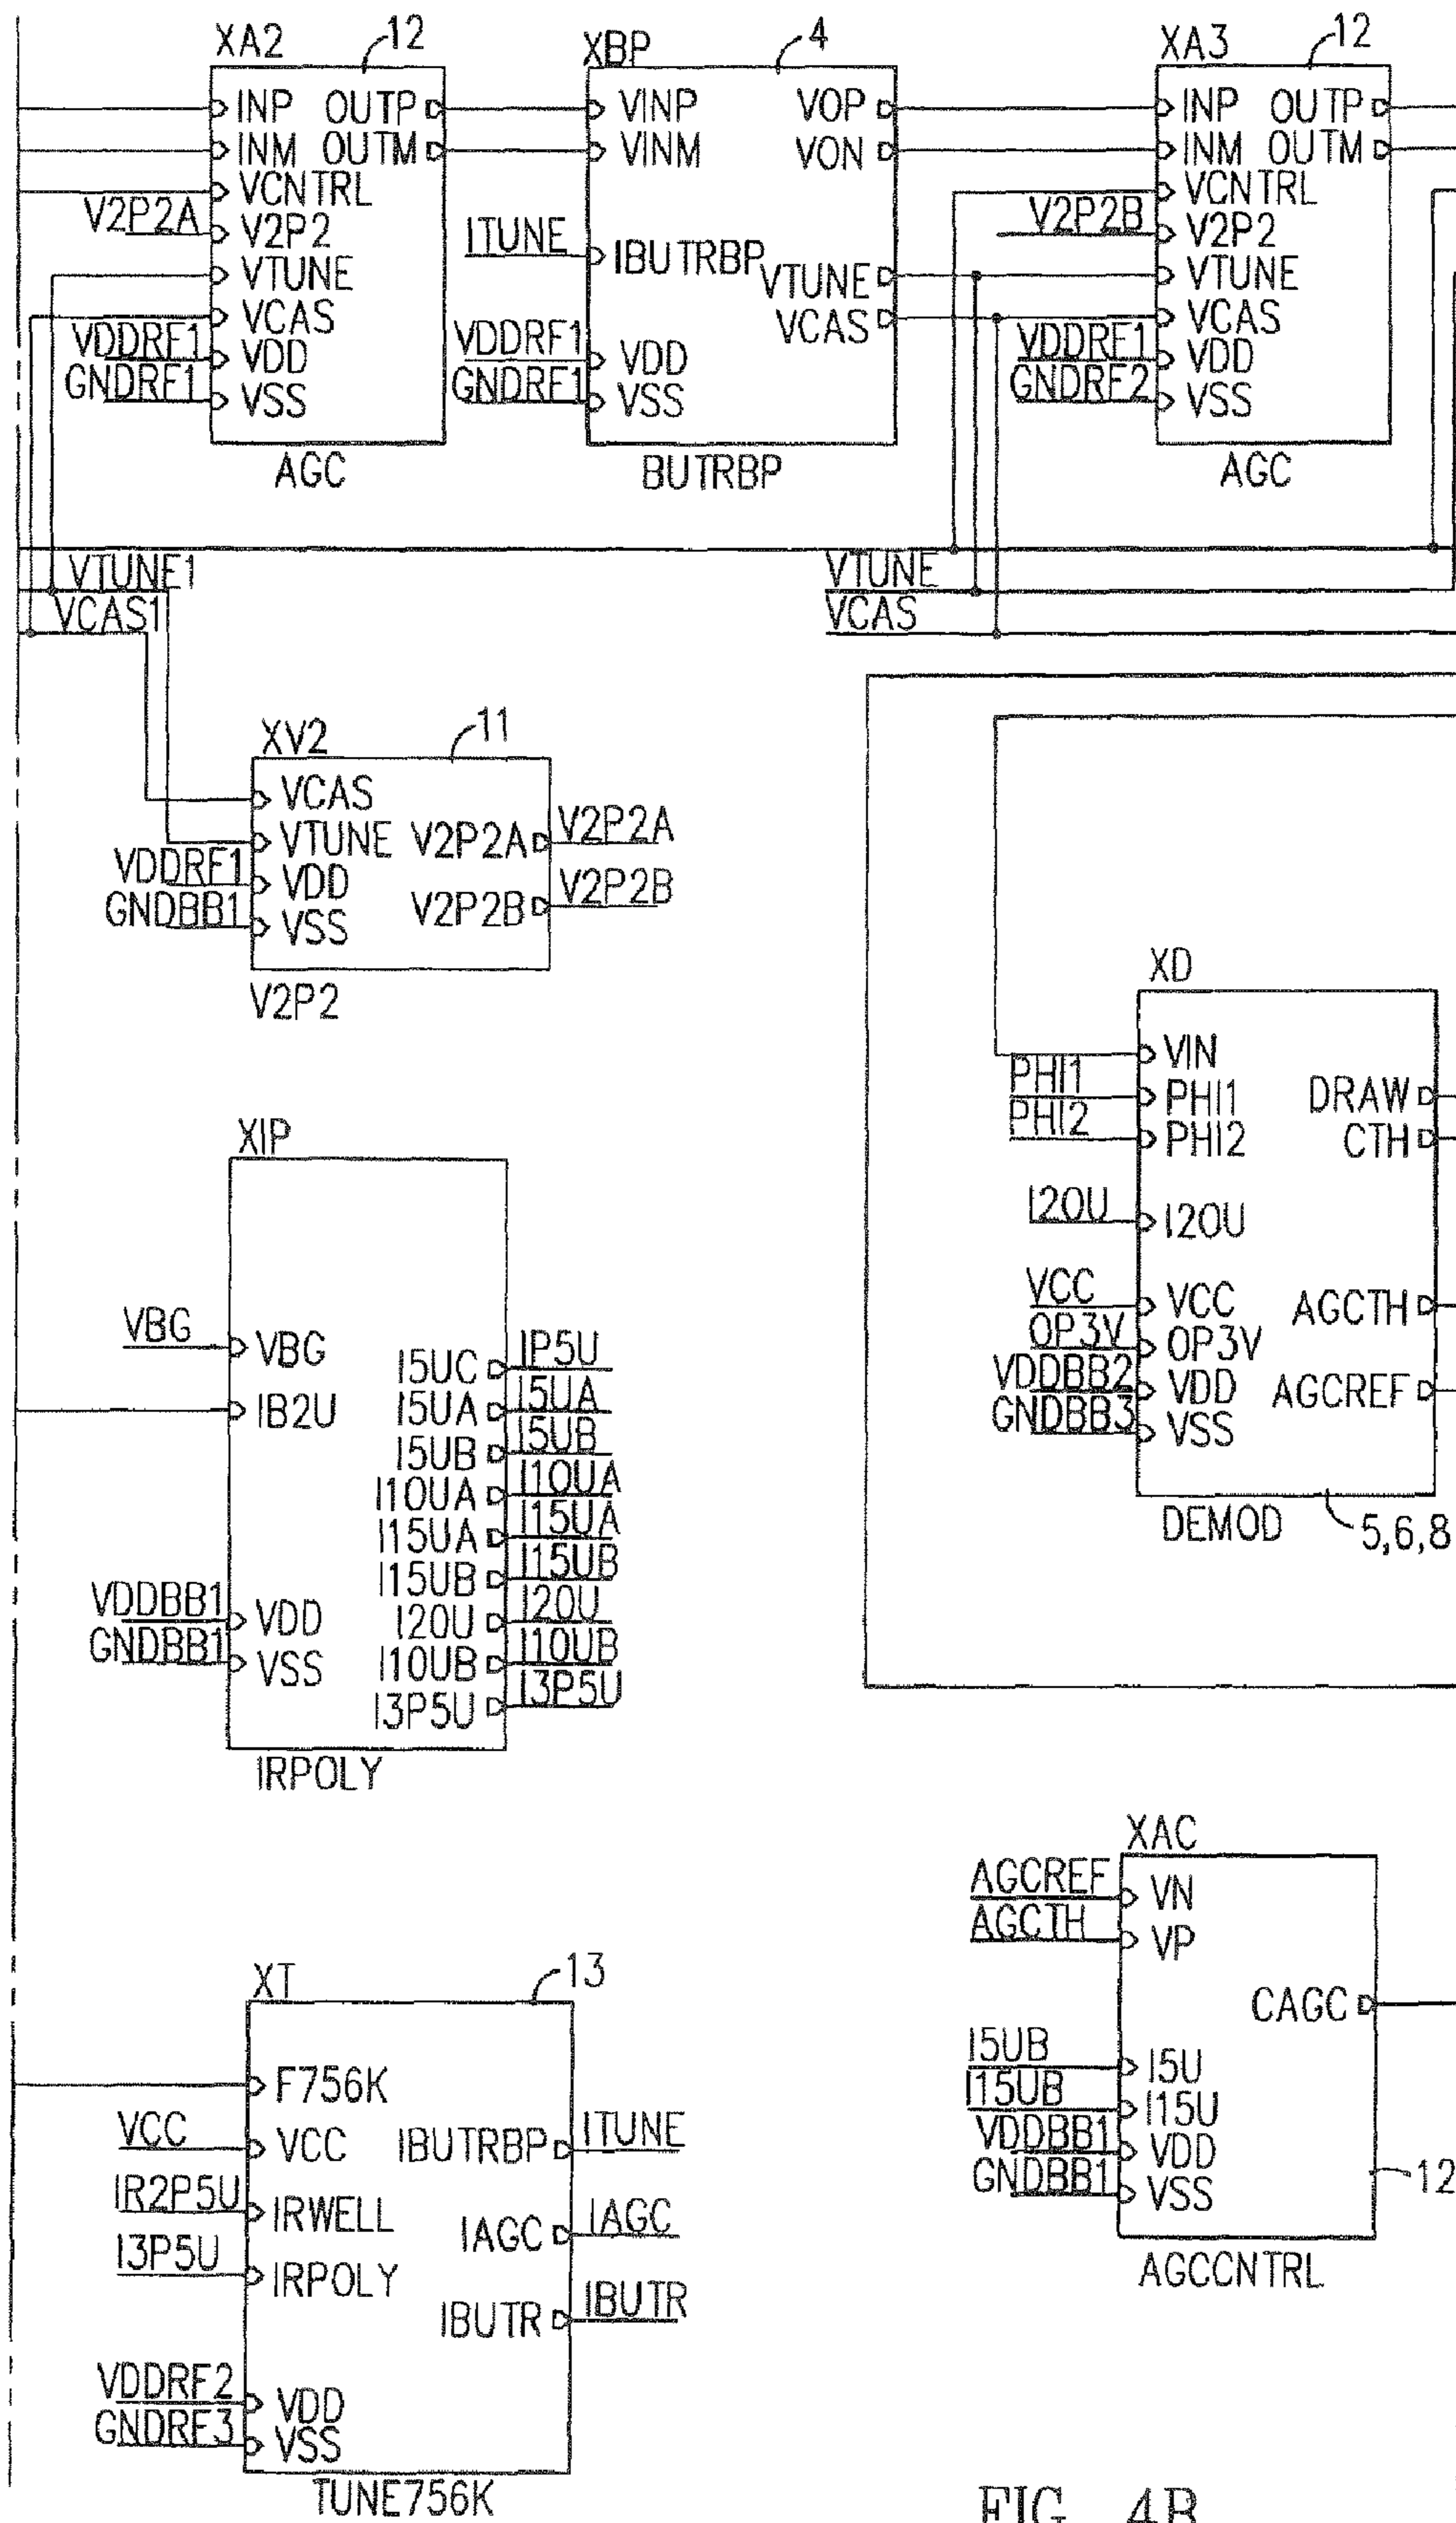 XA2
12
INP OUTP
INM OUTM
VCNTRL
V2P2A
V2P2
VTUNE
VCAS
VDDRF1
VDD
GNDRF1
VSS
AGC
XBP
4
VINP VOP
VINM VON
ITUNE
IBUTRBP
VTUNE
VCAS
VDDRF1
VDD
GNDRF1
VSS
BUTRBP
XA3
12
INP OUTP
INM OUTM
VCNTRL
V2P2B
V2P2
VTUNE
VCAS
VDDRF1
VDD
GNDRF2
VSS
AGC
VTUNE1
VCAS1
VTUNE
VCAS
XV2
11
VCAS
VTUNE V2P2A V2P2A
VDDRF1
VDD
GNDBB1
V2P2B V2P2B
VSS
V2P2
XD
VIN
PHI1
PHI1 DRAW
PHI2
PHI2 CTH
I20U
I20U
VCC
VCC AGCTH
OP3V
OP3V
VDDBB2
VDD AGCREF
GNDBB3
VSS
DEMOD
5,6,8
XIP
VBG
VBG
IB2U
I5UC IP5U
I5UA I5UA
I5UB I5UB
I10UA I10UA
I15UA I15UA
I15UB I15UB
I20U I20U
I10UB I10UB
I3P5U I3P5U
VDDBB1
VDD
GNDBB1
VSS
IRPOLY
XAC
AGCREF
VN
AGCTH
VP
CAGC
I5UB
I5U
I15UB
I15U
VDDBB1
VDD
GNDBB1
VSS
12
AGCCNTRL
XT
13
F756K
VCC
VCC IBUTRBP ITUNE
IR2P5U
IRWELL IAGC IAGC
I3P5U
IRPOLY IBUTR IBUTR
VDDRF2
VDD
GNDRF3
VSS
TUNE756K
FIG. 4B